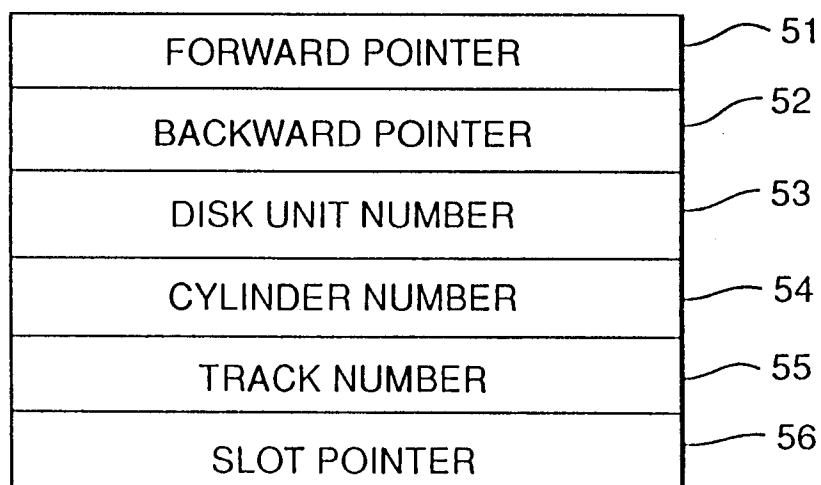 FORWARD POINTER 51
BACKWARD POINTER 52
DISK UNIT NUMBER 53
CYLINDER NUMBER 54
TRACK NUMBER 55
SLOT POINTER 56